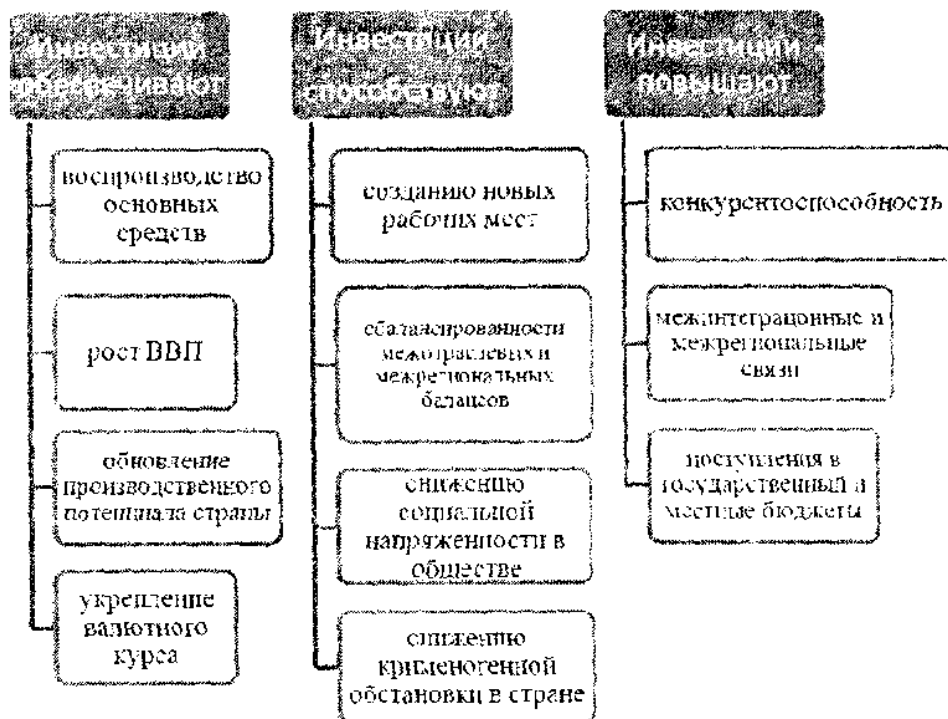 Инвестиций
обеспечивают
воспроизводство
основных
средств
рост ВВП
обновление
производственного
потенциала страны
укрепление
валютного
курса
Инвестиции
способствуют
созданию новых
рабочих мест
сбалансированности
межотраслевых и
межрегиональных
балансов
снижению
социальной
напряженности в
обществе
снижению
крименогенной
обстановки в стране
Инвестиции
повышают
конкурентоспособность
межинтеграционные и
межрегиональные
связи
поступления в
государственный и
местные бюджеты